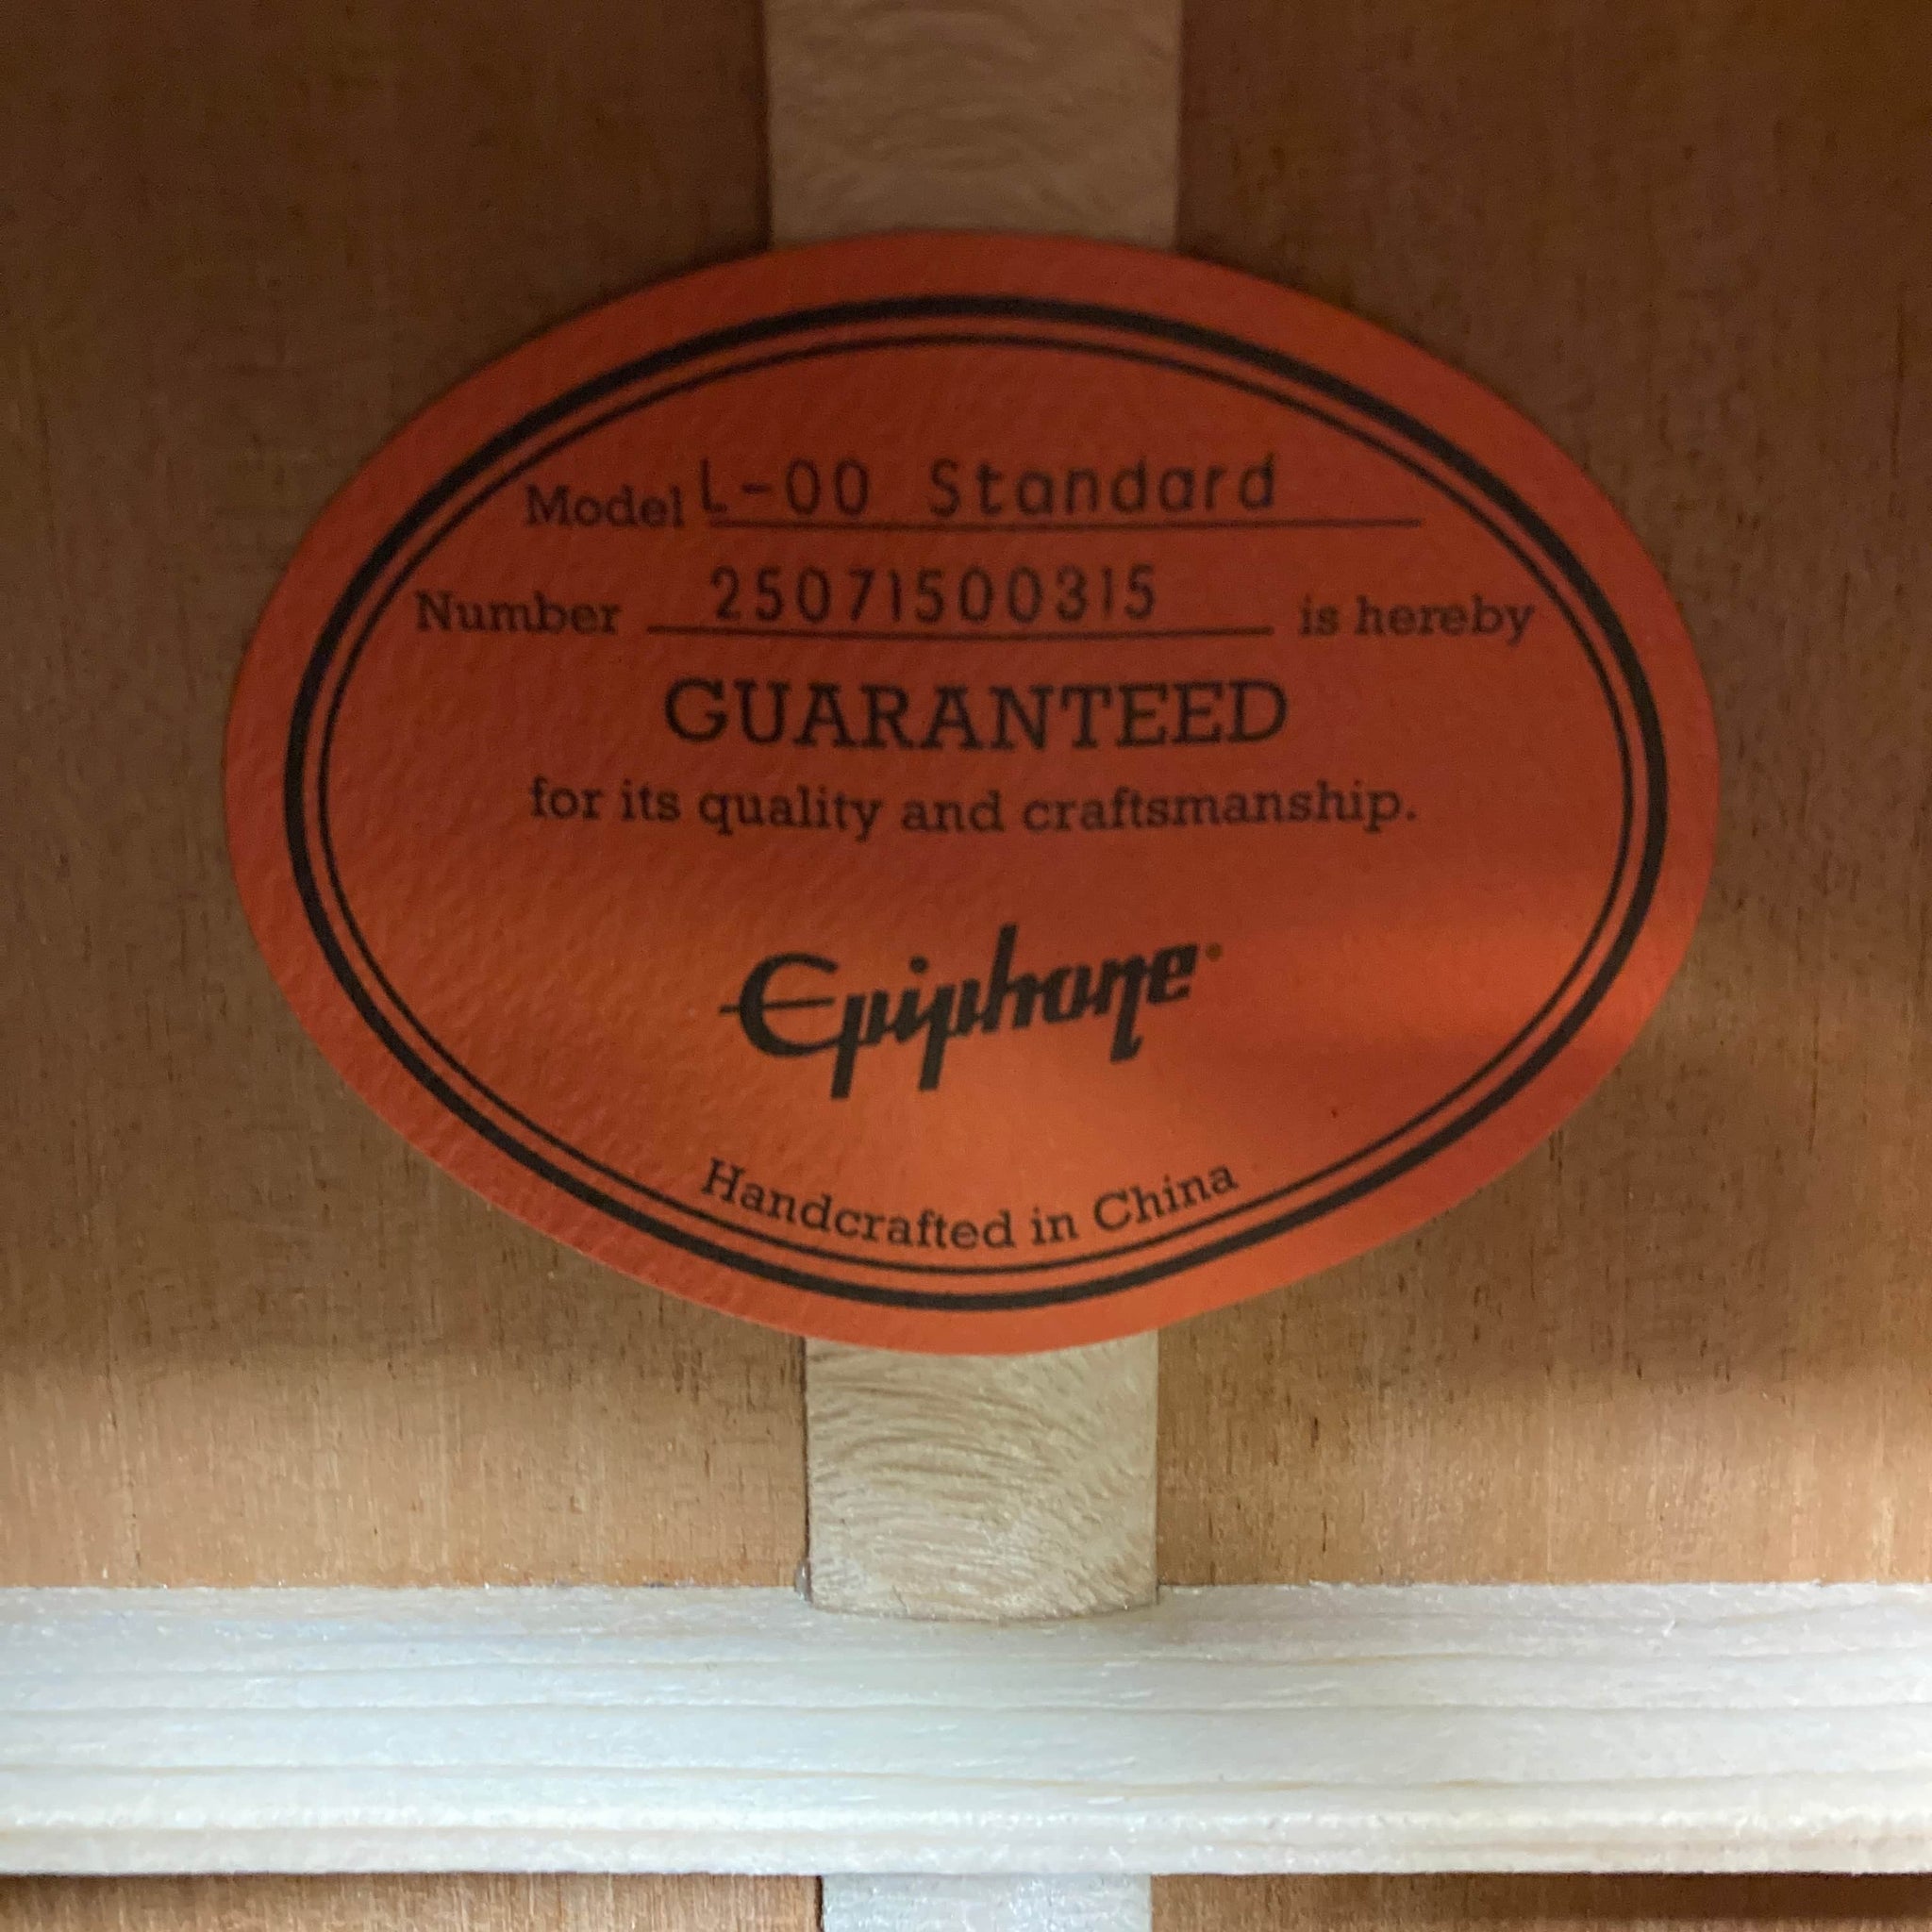 Model L-00 Standard
Number 25071500315 is hereby
GUARANTEED
for its quality and craftsmanship.
Epiphone
Handcrafted in China